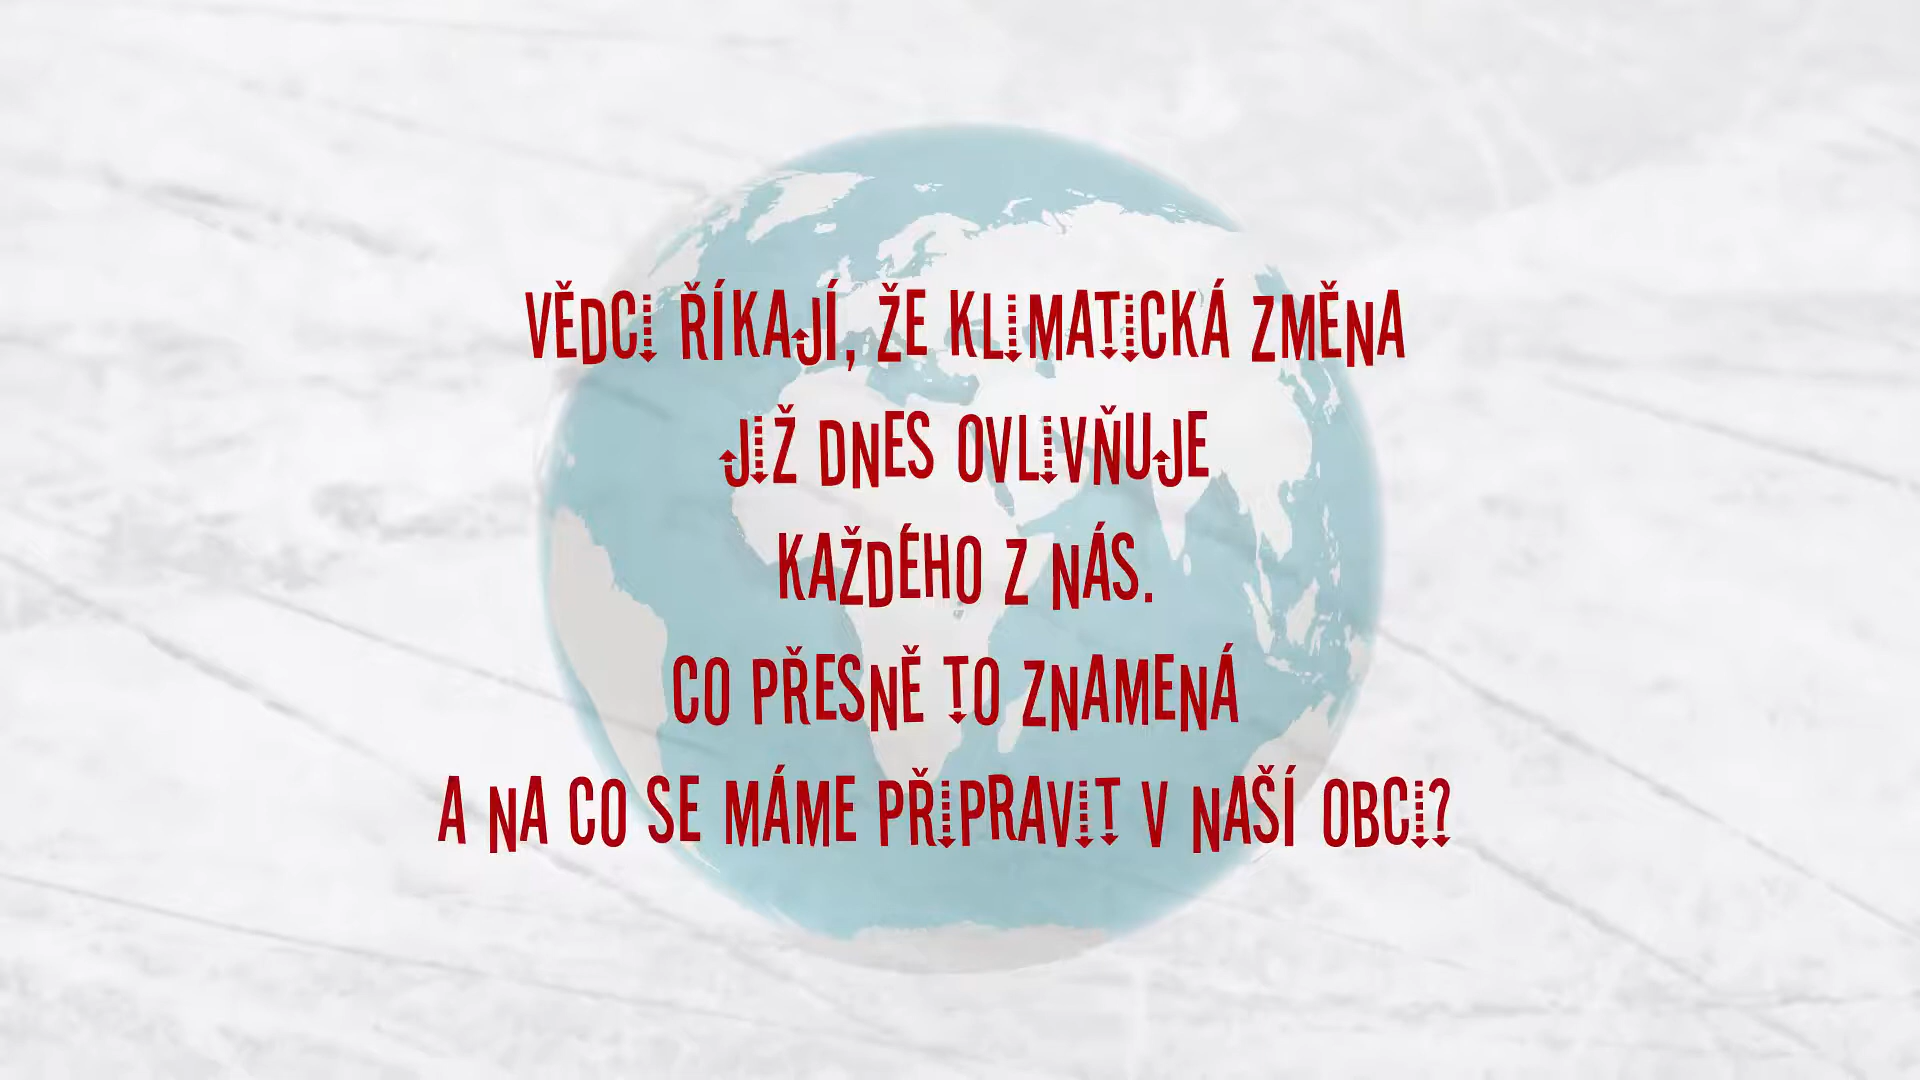 VĚDCI ŘÍKAJÍ, ŽE KLIMATICKÁ ZMĚNA
JIŽ DNES OVLIVŇUJE
KAŽDÉHO Z NÁS.
CO PŘESNĚ TO ZNAMENÁ
A NA CO SE MÁME PŘIPRAVIT V NAŠÍ OBCI?